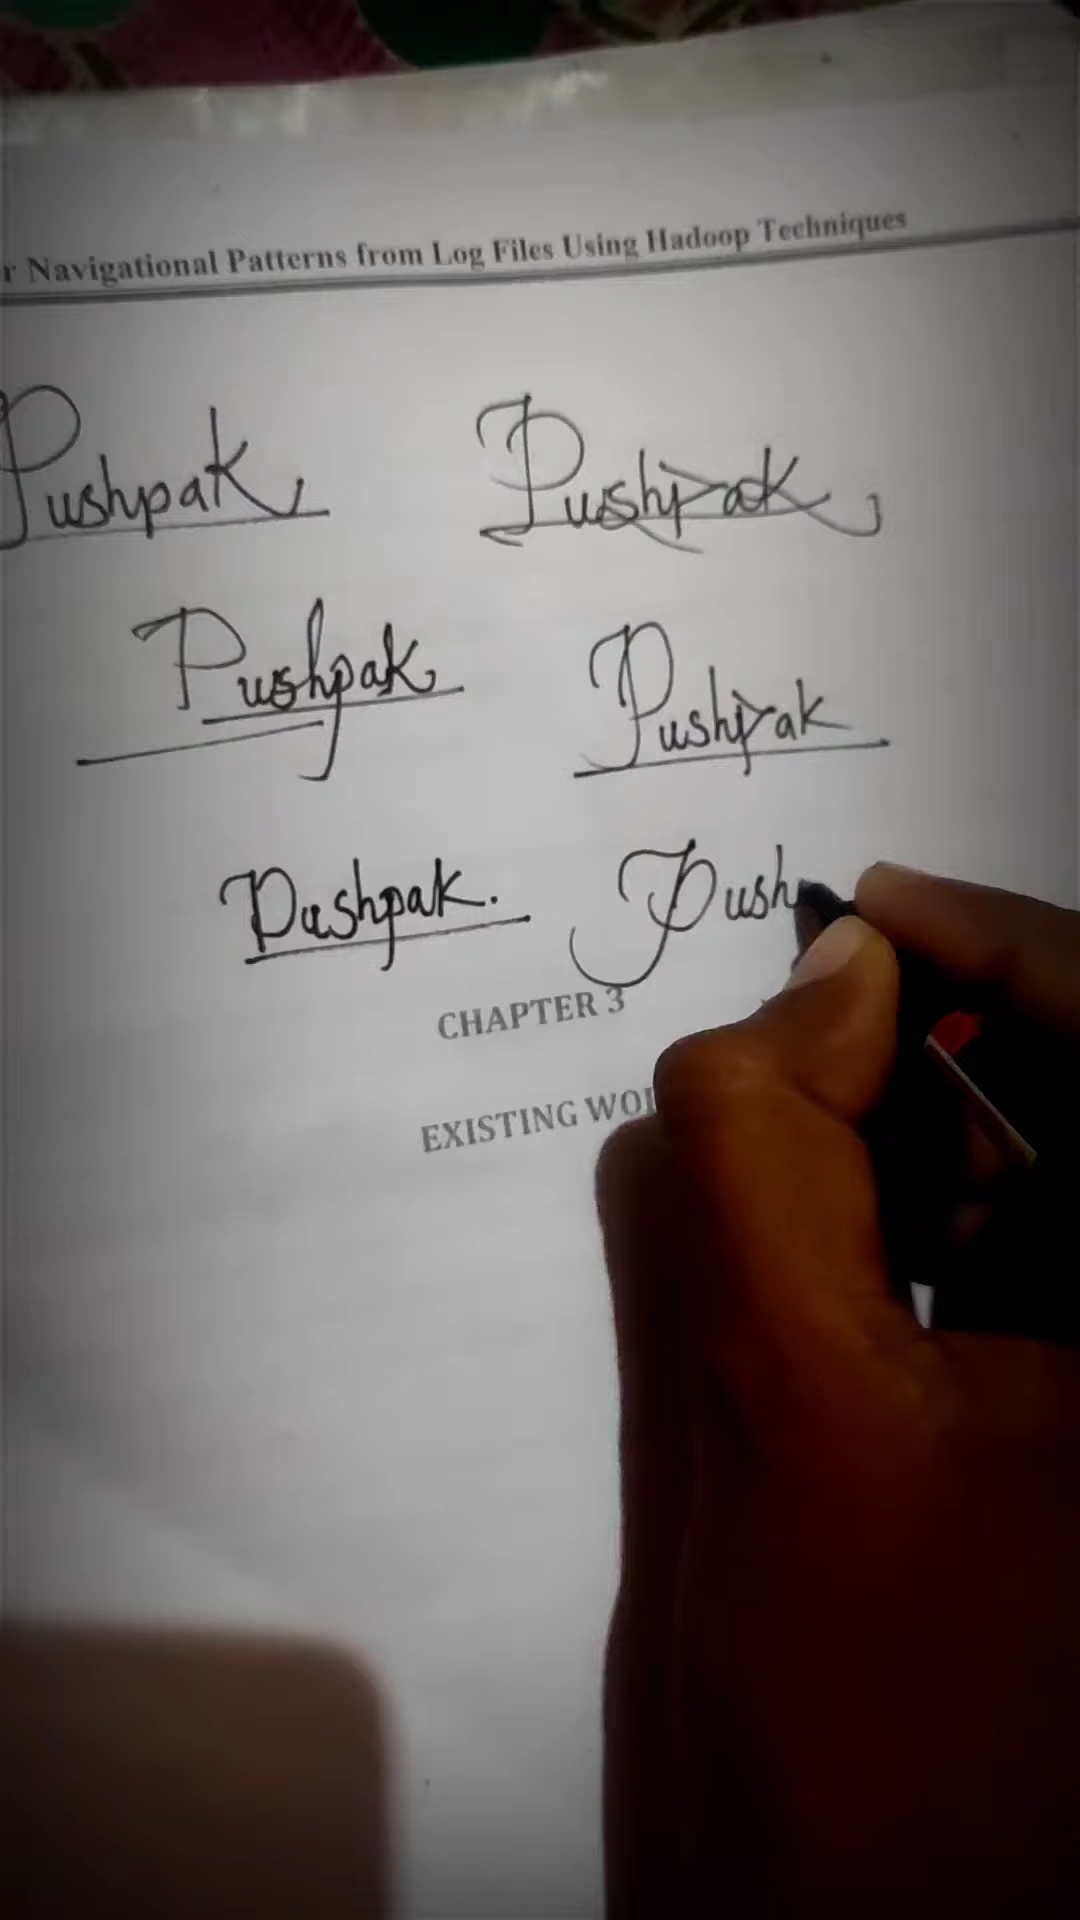 r Navigational Patterns from Log Files Using Hadoop Techniques
Pushpak Pushpak
Pushpak Pushpak
Pushpak. Push
CHAPTER 3
EXISTING WO